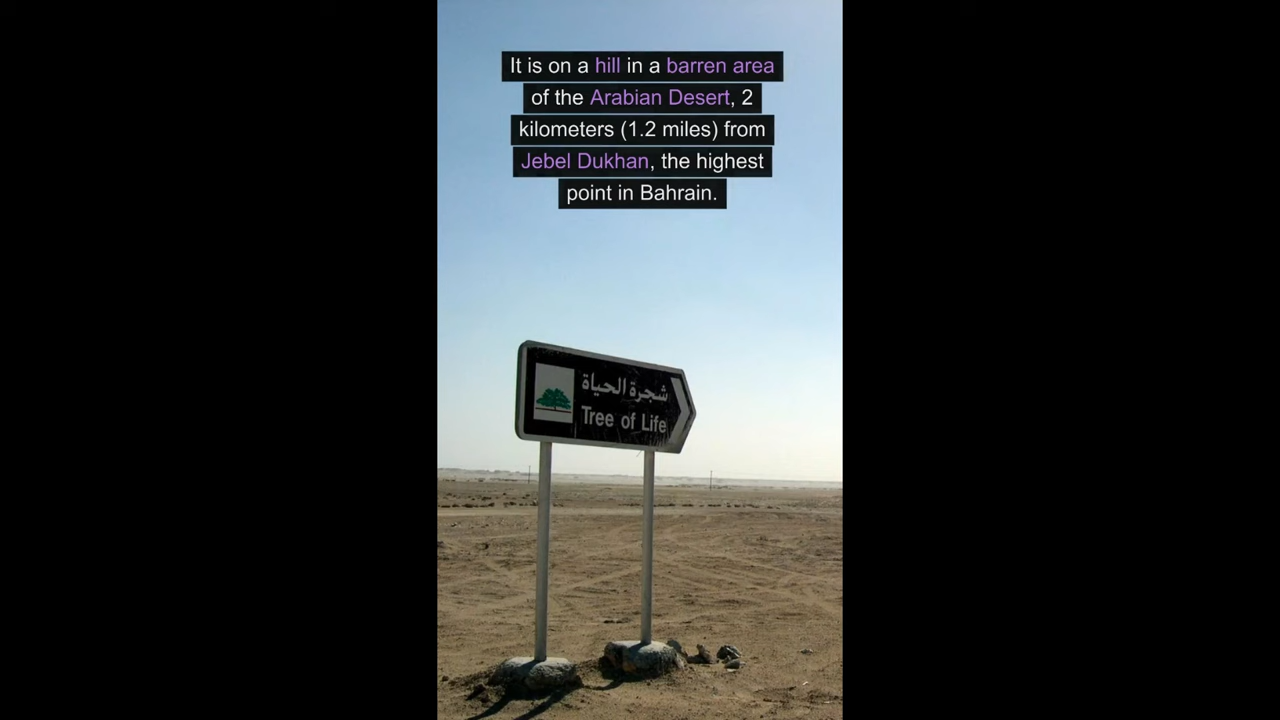 It is on a hill in a barren area
of the Arabian Desert, 2
kilometers (1.2 miles) from
Jebel Dukhan, the highest
point in Bahrain.
شجرة الحياة
Tree of Life